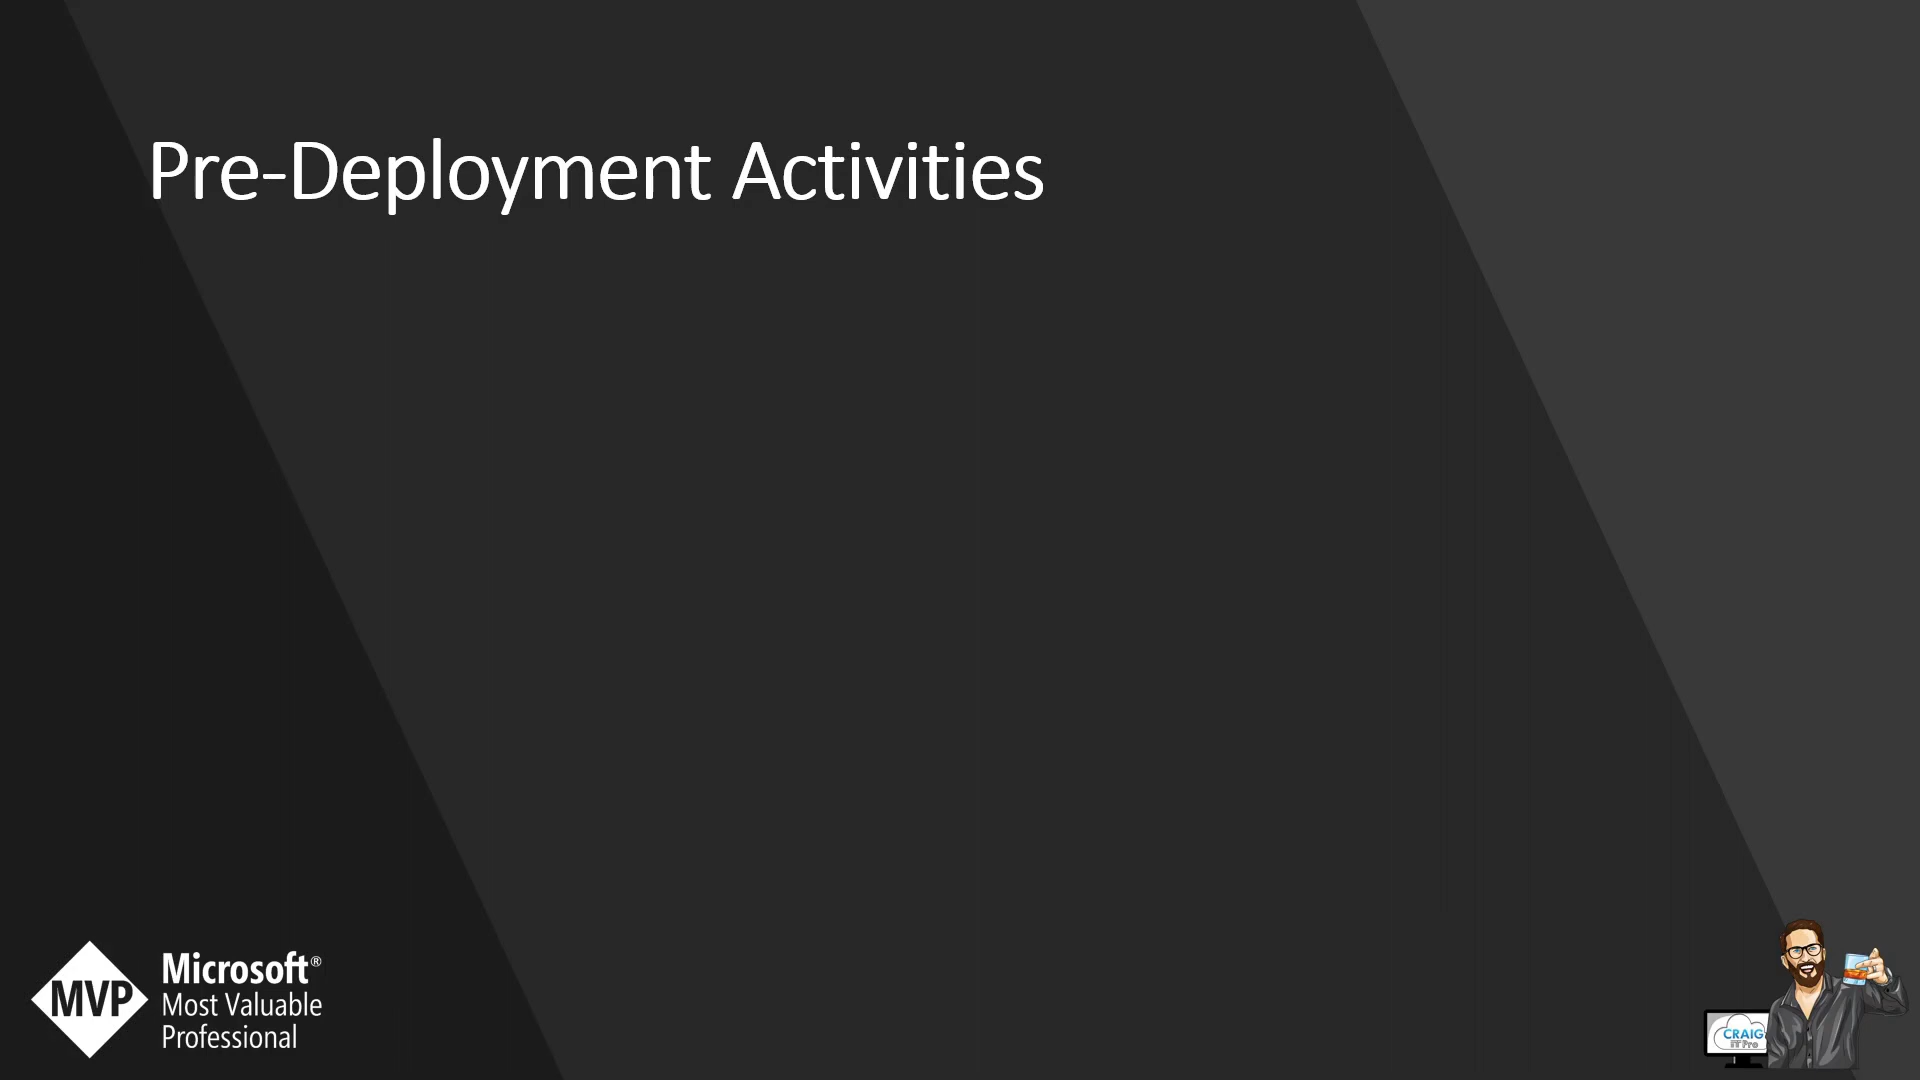 Pre-Deployment Activities
MVP
Microsoft®
Most Valuable
Professional
CRAIG
IT Pro